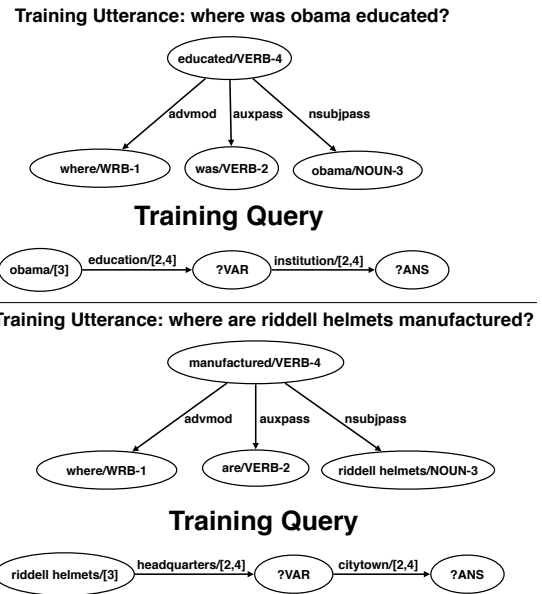 Training Utterance: where was obama educated?
educated/VERB-4
advmod auxpass nsubjpass
where/WRB-1 was/VERB-2 obama/NOUN-3
Training Query
obama/[3] education/[2,4] ?VAR institution/[2,4] ?ANS
Training Utterance: where are riddell helmets manufactured?
manufactured/VERB-4
advmod auxpass nsubjpass
where/WRB-1 are/VERB-2 riddell helmets/NOUN-3
Training Query
riddell helmets/[3] headquarters/[2,4] ?VAR citytown/[2,4] ?ANS